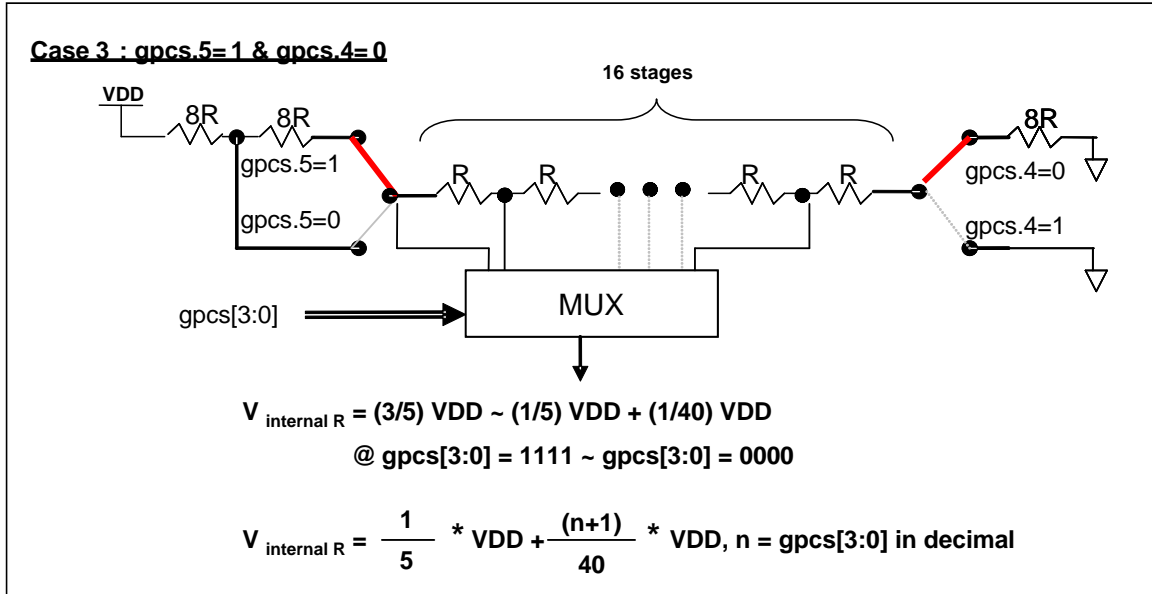 Case 3 : gpcs.5= 1 & gpcs.4= 0
16 stages
VDD
8R
8R
8R
gpcs.5=1
gpcs.4=0
R
R
R
R
gpcs.5=0
gpcs.4=1
MUX
gpcs[3:0]
V internal R = (3/5) VDD ~ (1/5) VDD + (1/40) VDD
@ gpcs[3:0] = 1111 ~ gpcs[3:0] = 0000
V internal R = 1/5 * VDD + (n+1)/40 * VDD, n = gpcs[3:0] in decimal